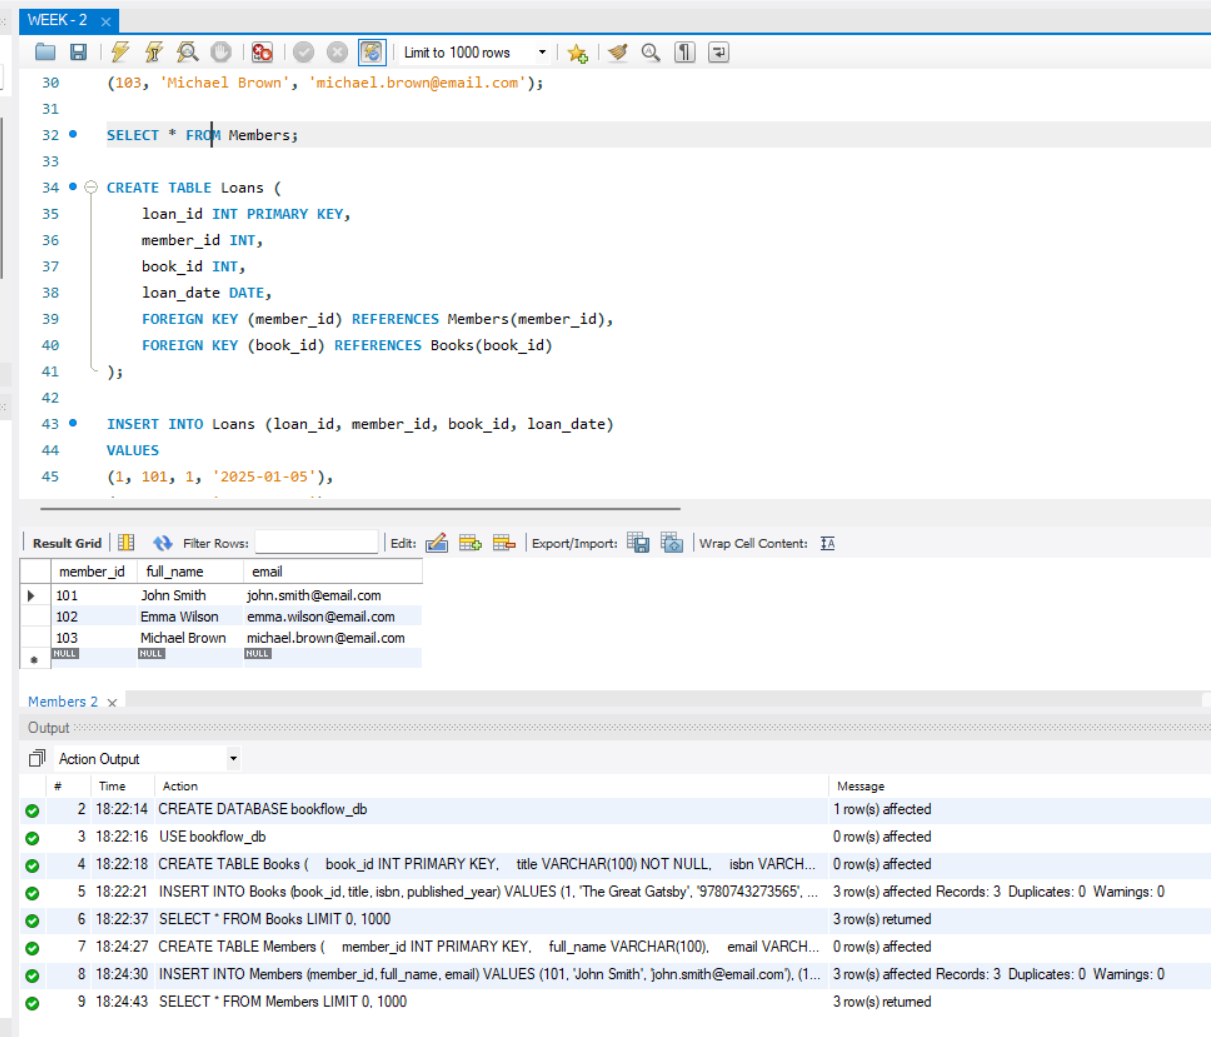 WEEK - 2
Limit to 1000 rows
30 (103, 'Michael Brown', 'michael.brown@email.com');
31
32 SELECT * FROM Members;
33
34 CREATE TABLE Loans (
35 loan_id INT PRIMARY KEY,
36 member_id INT,
37 book_id INT,
38 loan_date DATE,
39 FOREIGN KEY (member_id) REFERENCES Members(member_id),
40 FOREIGN KEY (book_id) REFERENCES Books(book_id)
41 );
42
43 INSERT INTO Loans (loan_id, member_id, book_id, loan_date)
44 VALUES
45 (1, 101, 1, '2025-01-05'),
Result Grid Filter Rows: Edit: Export/Import: Wrap Cell Content: IA
member_id full_name email
101 John Smith john.smith@email.com
102 Emma Wilson emma.wilson@email.com
103 Michael Brown michael.brown@email.com
NULL NULL NULL
Members 2
Output
Action Output
# Time Action Message
2 18:22:14 CREATE DATABASE bookflow_db 1 row(s) affected
3 18:22:16 USE bookflow_db 0 row(s) affected
4 18:22:18 CREATE TABLE Books ( book_id INT PRIMARY KEY, title VARCHAR(100) NOT NULL, isbn VARCH... 0 row(s) affected
5 18:22:21 INSERT INTO Books (book_id, title, isbn, published_year) VALUES (1, 'The Great Gatsby', '9780743273565', ... 3 row(s) affected Records: 3 Duplicates: 0 Warnings: 0
6 18:22:37 SELECT * FROM Books LIMIT 0, 1000 3 row(s) returned
7 18:24:27 CREATE TABLE Members ( member_id INT PRIMARY KEY, full_name VARCHAR(100), email VARCH... 0 row(s) affected
8 18:24:30 INSERT INTO Members (member_id, full_name, email) VALUES (101, 'John Smith', 'john.smith@email.com'), (1... 3 row(s) affected Records: 3 Duplicates: 0 Warnings: 0
9 18:24:43 SELECT * FROM Members LIMIT 0, 1000 3 row(s) returned